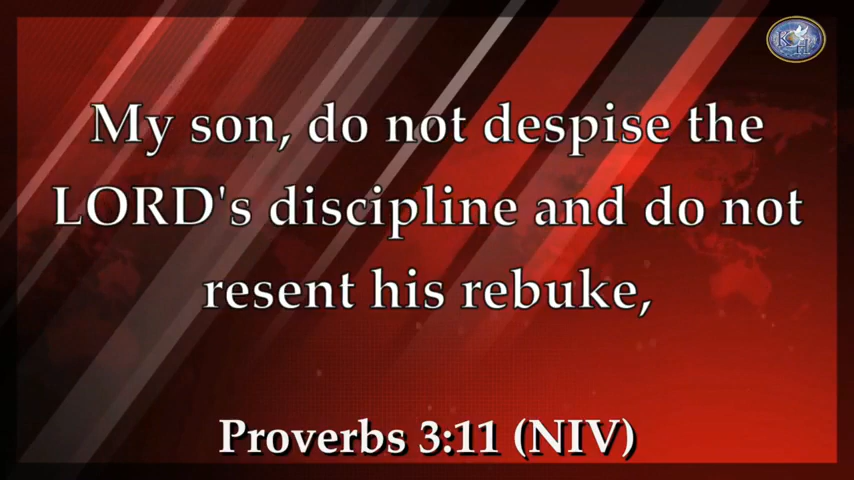 My son, do not despise the
LORD's discipline and do not
resent his rebuke,
Proverbs 3:11 (NIV)